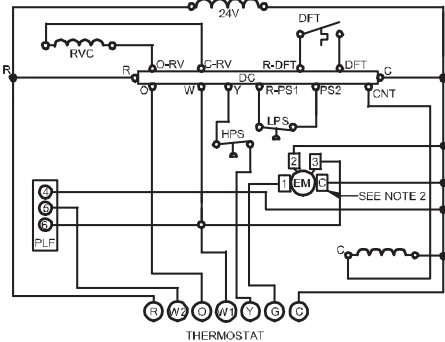 24V
DFT
RVC
O-RV C-RV R-DFT DFT
R R DC C
O W Y R-PS1 PS2 CNT
LPS
HPS
2 3
1 EM C
4
SEE NOTE 2
5
6
PLF
C
R W2 O W1 Y G C
THERMOSTAT